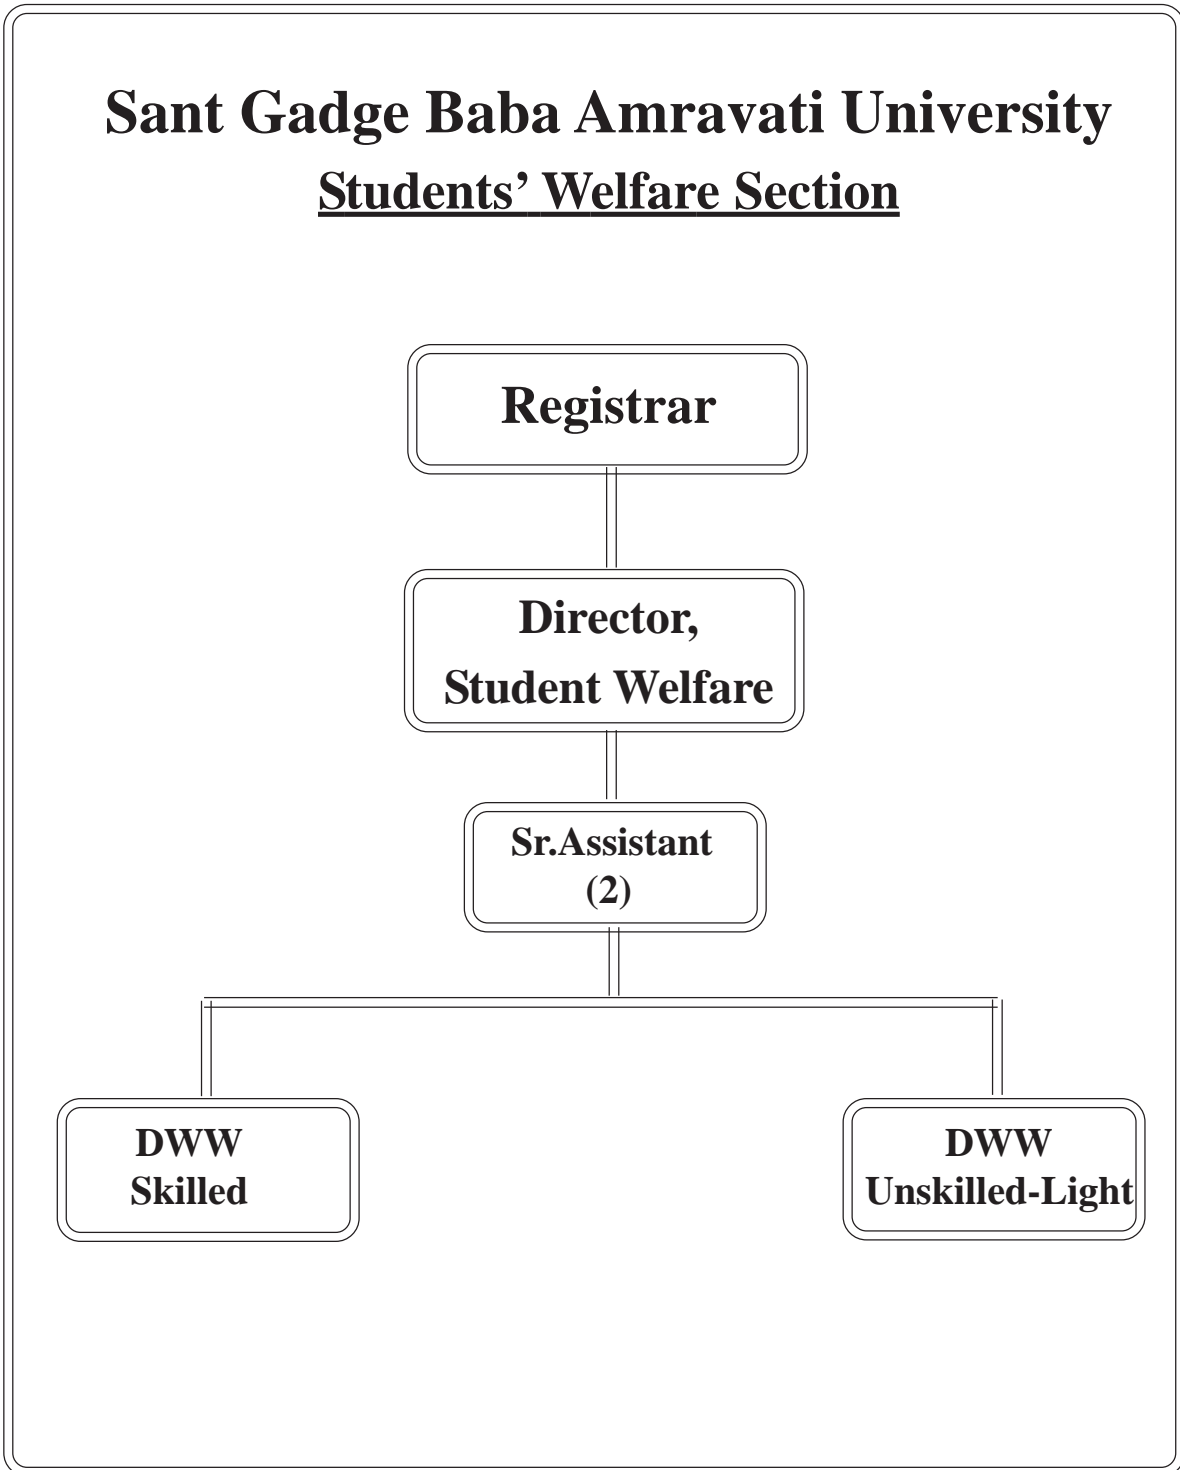 Sant Gadge Baba Amravati University
Students’ Welfare Section
Registrar
Director,
Student Welfare
Sr.Assistant
(2)
DWW
Skilled
DWW
Unskilled-Light